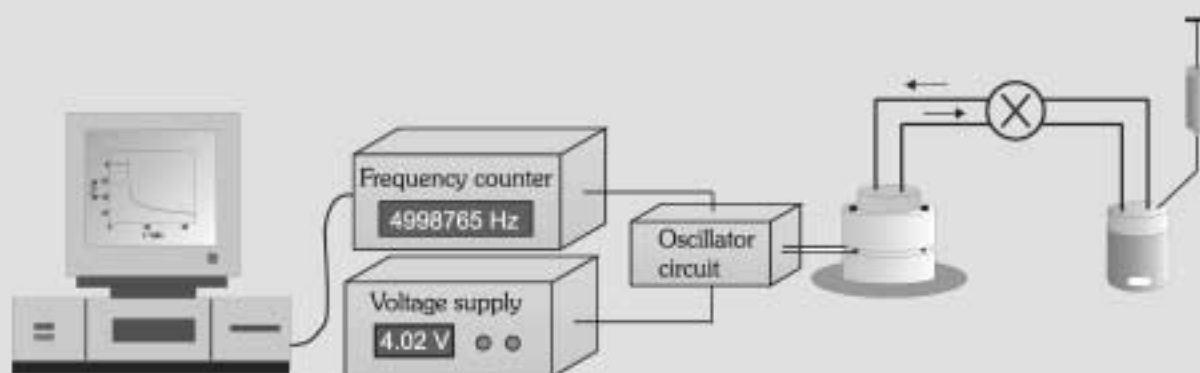 Frequency counter
4998765 Hz
Oscillator
circuit
Voltage supply
4.02 V